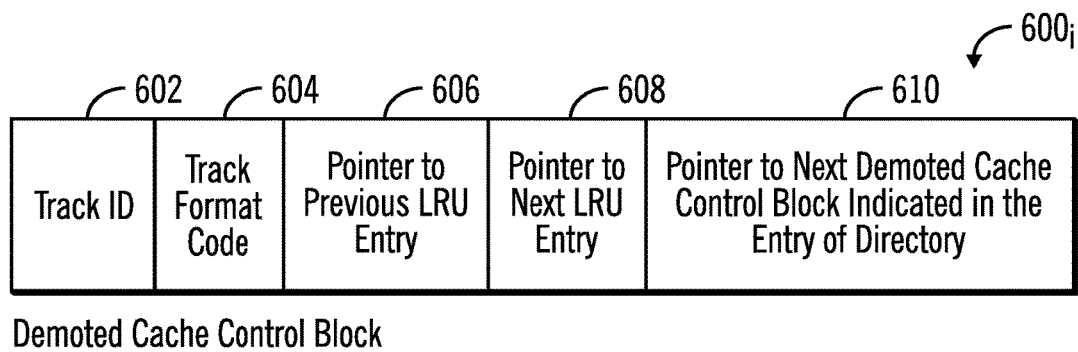 600i
602
604
606
608
610
Track ID
Track
Format
Code
Pointer to
Previous LRU
Entry
Pointer to
Next LRU
Entry
Pointer to Next Demoted Cache
Control Block Indicated in the
Entry of Directory
Demoted Cache Control Block